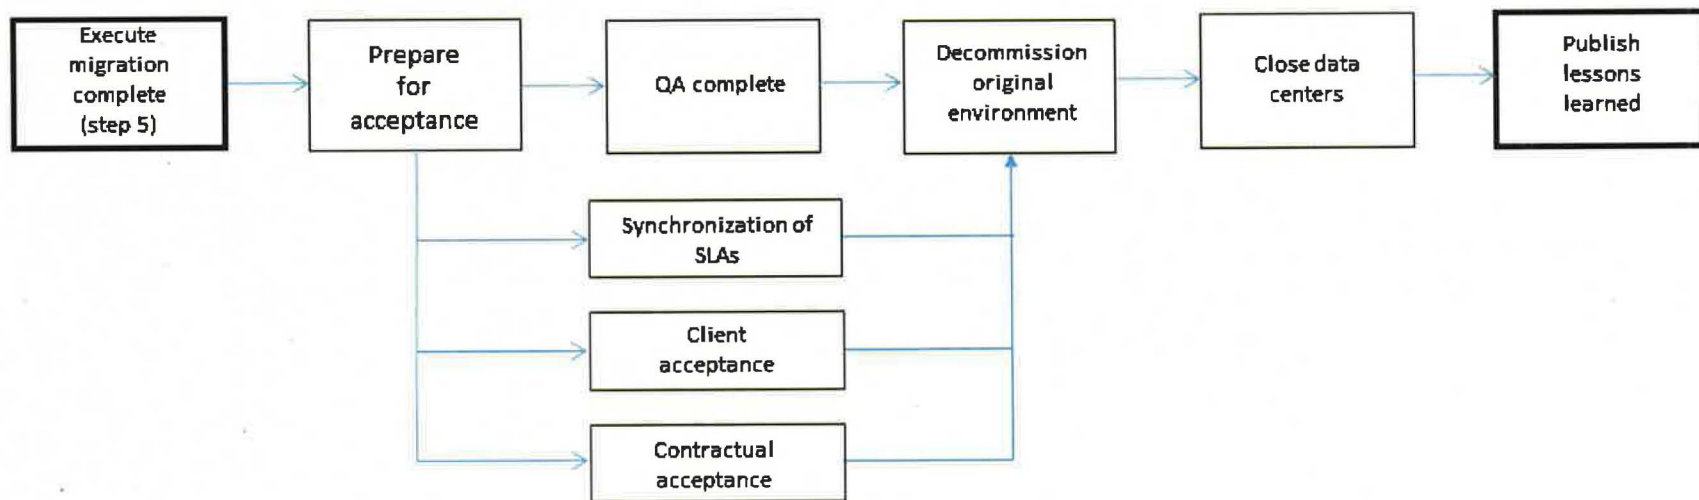 Execute
migration
complete
(step 5)
Prepare
for
acceptance
QA complete
Decommission
original
environment
Close data
centers
Publish
lessons
learned
Synchronization of
SLAs
Client
acceptance
Contractual
acceptance